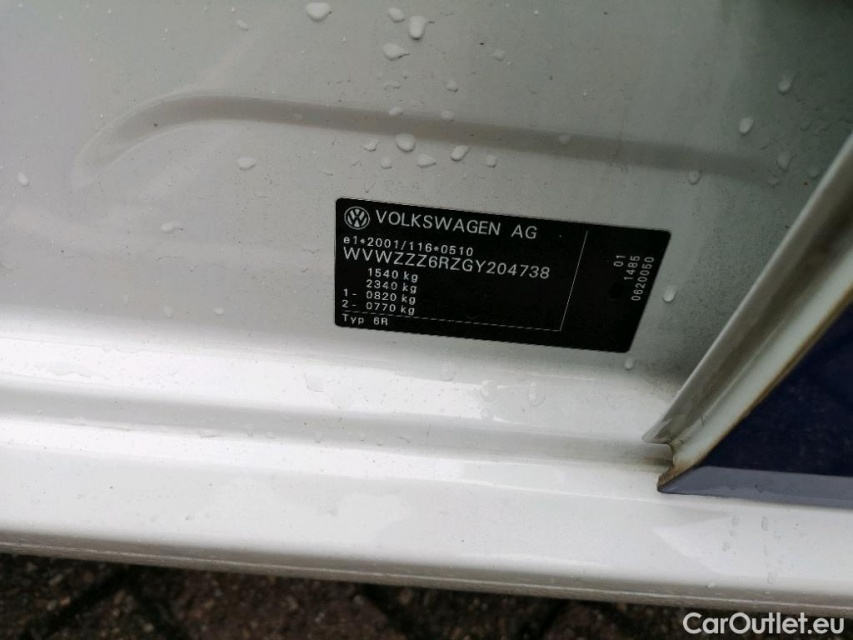 VOLKSWAGEN AG
e1*2001/116*0510
WVWZZZ6RZGY204738
1540 kg
2340 kg
1- 0820 kg
2- 0770 kg
Typ 6R
01
1485
0620050
CarOutlet.eu